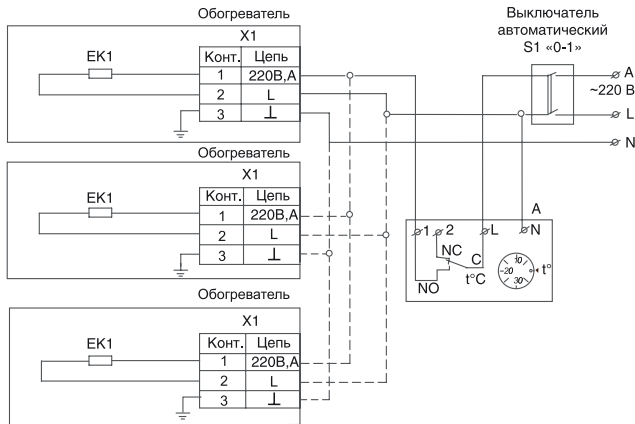 Обогреватель
X1
EK1
Конт. Цепь
1 220В,А
2 L
3 ⊥
Обогреватель
X1
EK1
Конт. Цепь
1 220В,А
2 L
3 ⊥
Обогреватель
X1
EK1
Конт. Цепь
1 220В,А
2 L
3 ⊥
Выключатель
автоматический
S1 «0-1»
A
~220 В
L
N
A
1 2 L N
NC
C
NO
t°C
10
-20
30
t°